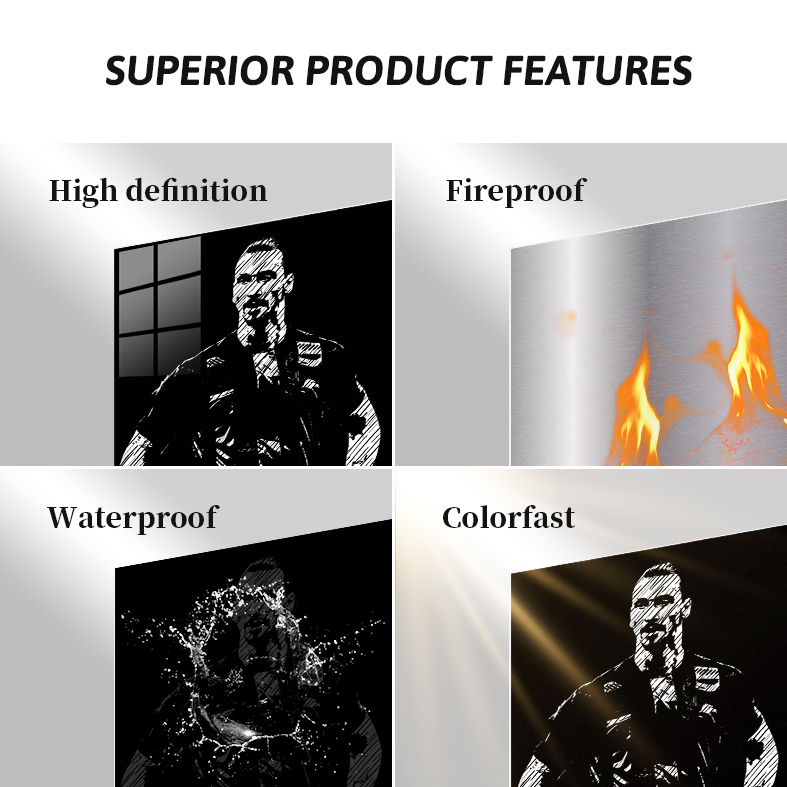 SUPERIOR PRODUCT FEATURES
High definition
Fireproof
Waterproof
Colorfast